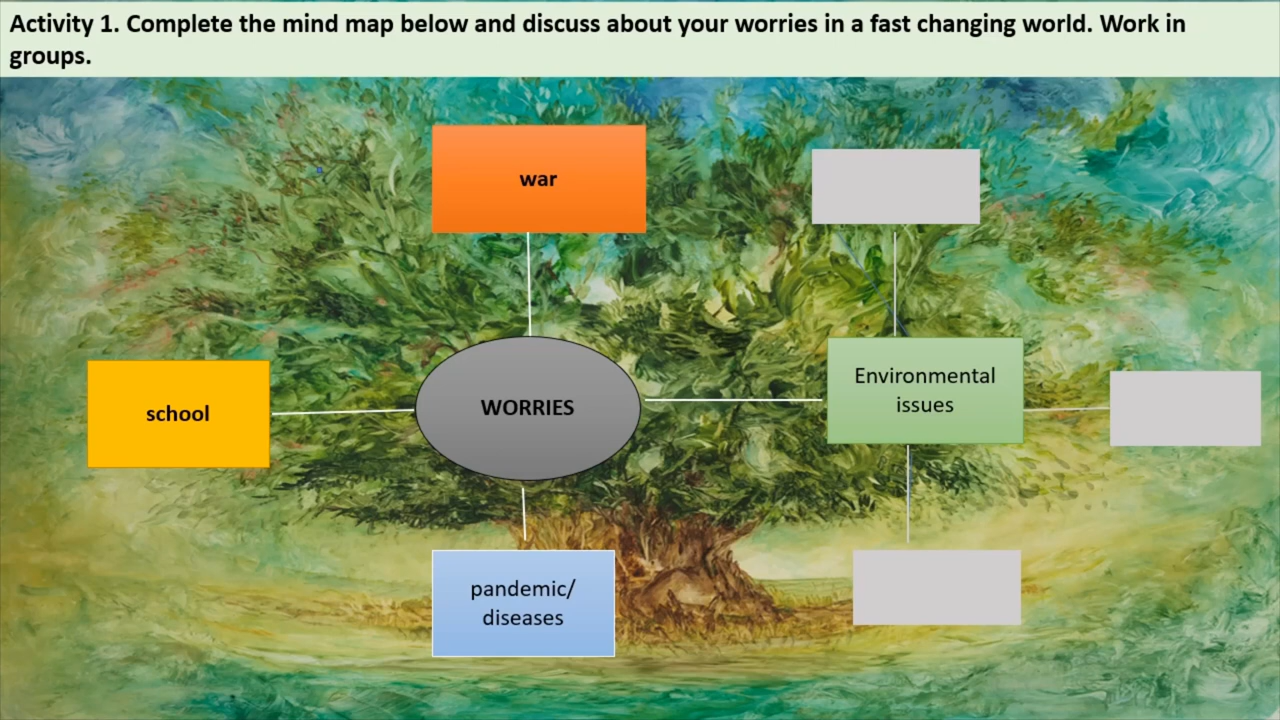 Activity 1. Complete the mind map below and discuss about your worries in a fast changing world. Work in
groups.
war
Environmental
issues
school
WORRIES
pandemic/
diseases